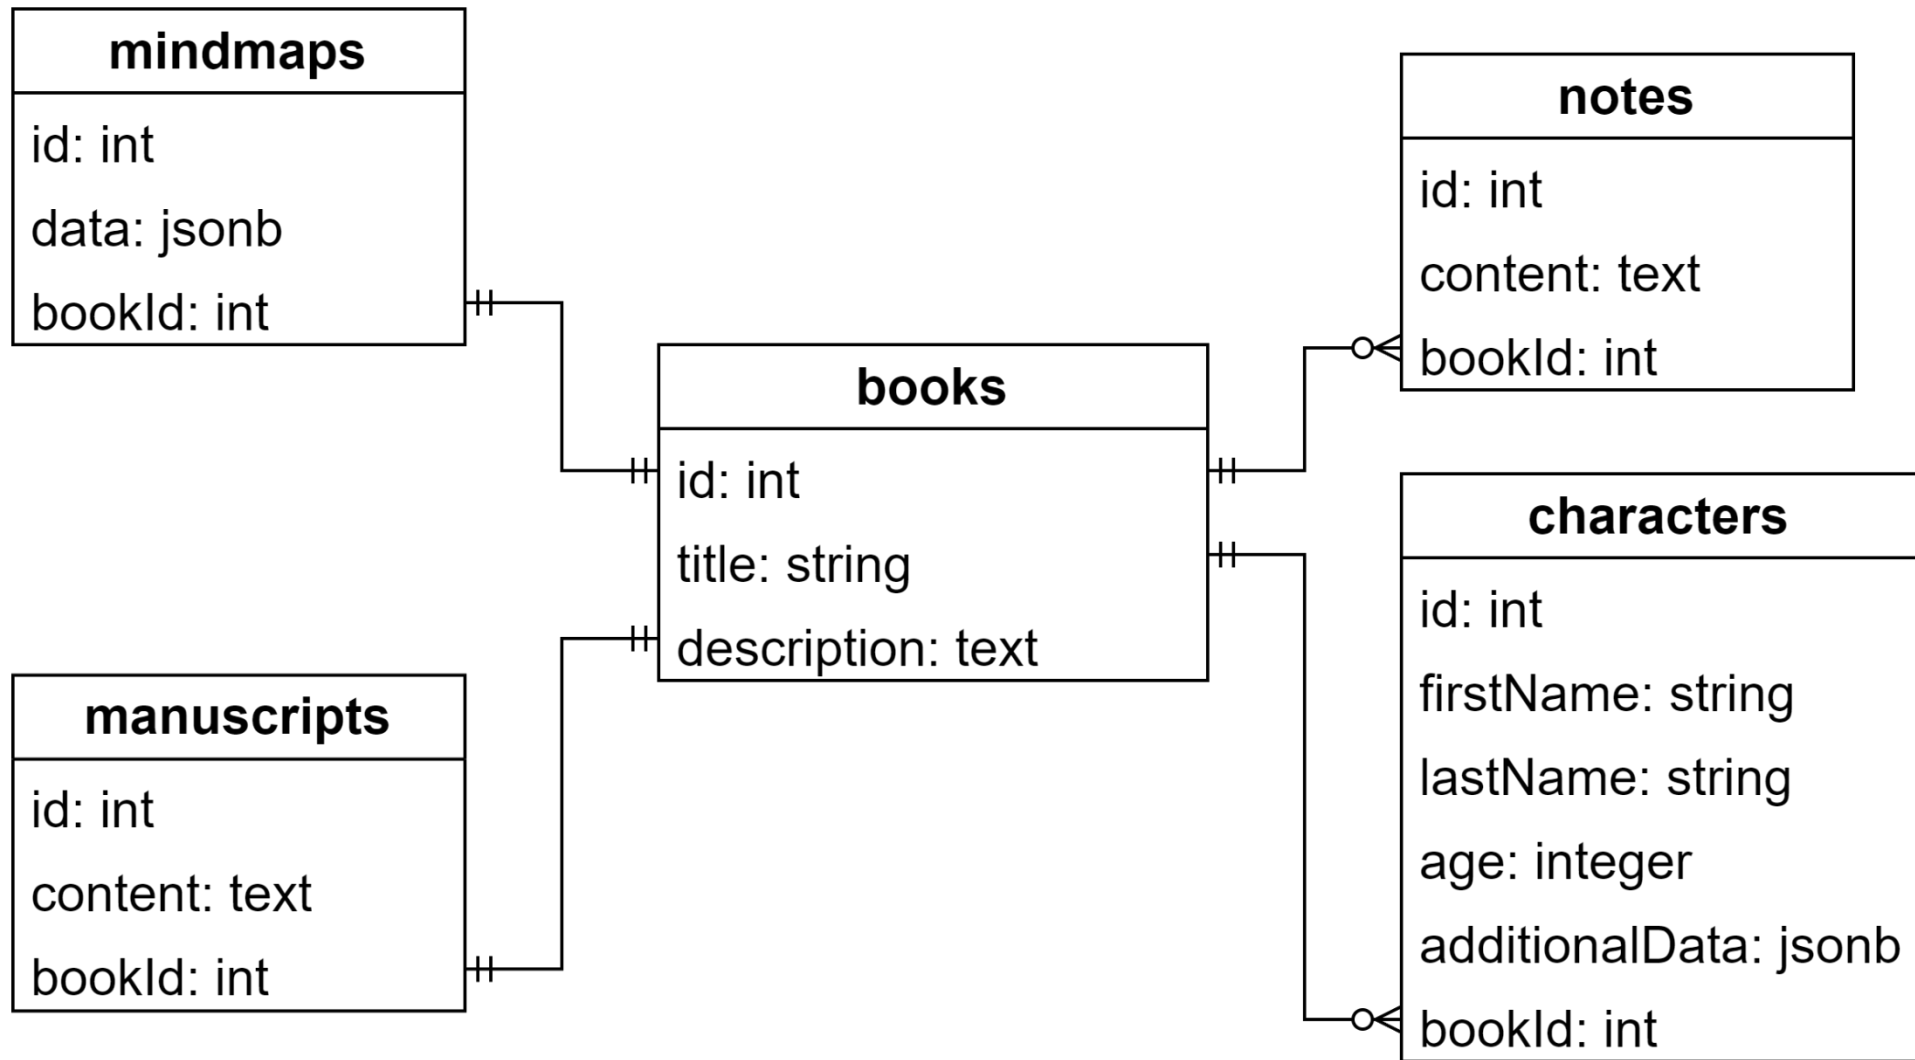 mindmaps
id: int
data: jsonb
bookId: int
manuscripts
id: int
content: text
bookId: int
books
id: int
title: string
description: text
notes
id: int
content: text
bookId: int
characters
id: int
firstName: string
lastName: string
age: integer
additionalData: jsonb
bookId: int